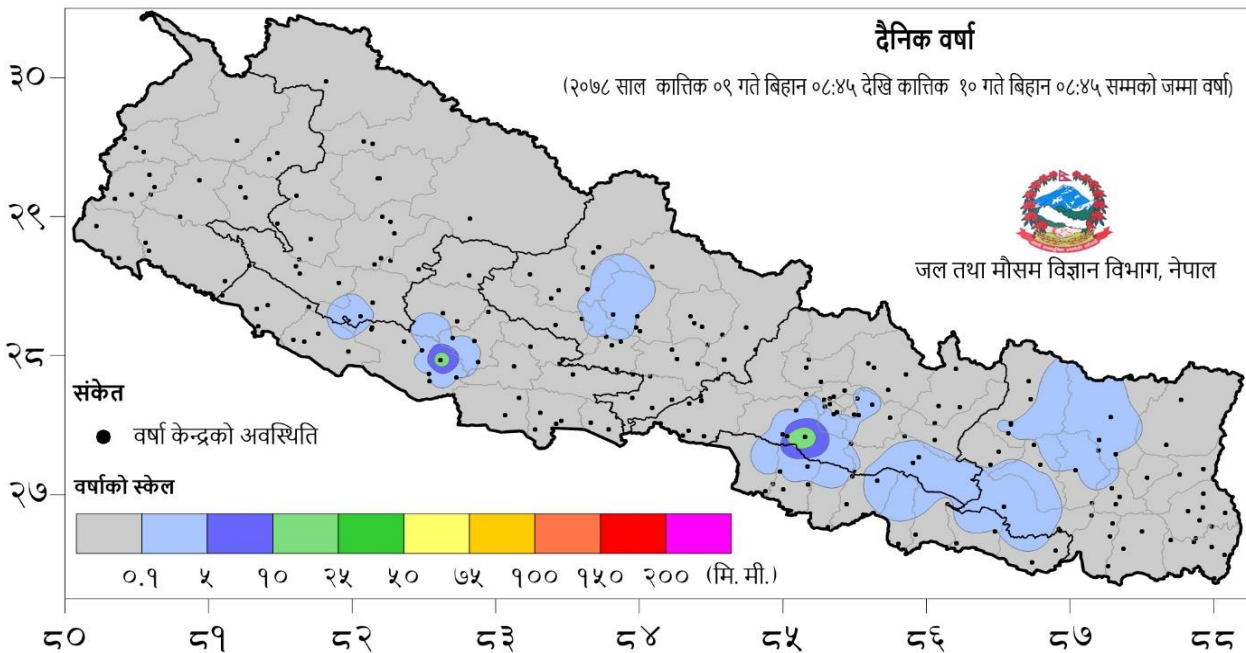 दैनिक वर्षा
(२०७८ साल कात्तिक ०९ गते बिहान ०८:४५ देखि कात्तिक १० गते बिहान ०८:४५ सम्मको जम्मा वर्षा)
जल तथा मौसम विज्ञान विभाग, नेपाल
३०
२९
२८
२७
संकेत
वर्षा केन्द्रको अवस्थिति
वर्षाको स्केल
०.१ ५ १० २५ ५० ७५ १०० १५० २०० (मि. मी.)
८० ८१ ८२ ८३ ८४ ८५ ८६ ८७ ८८